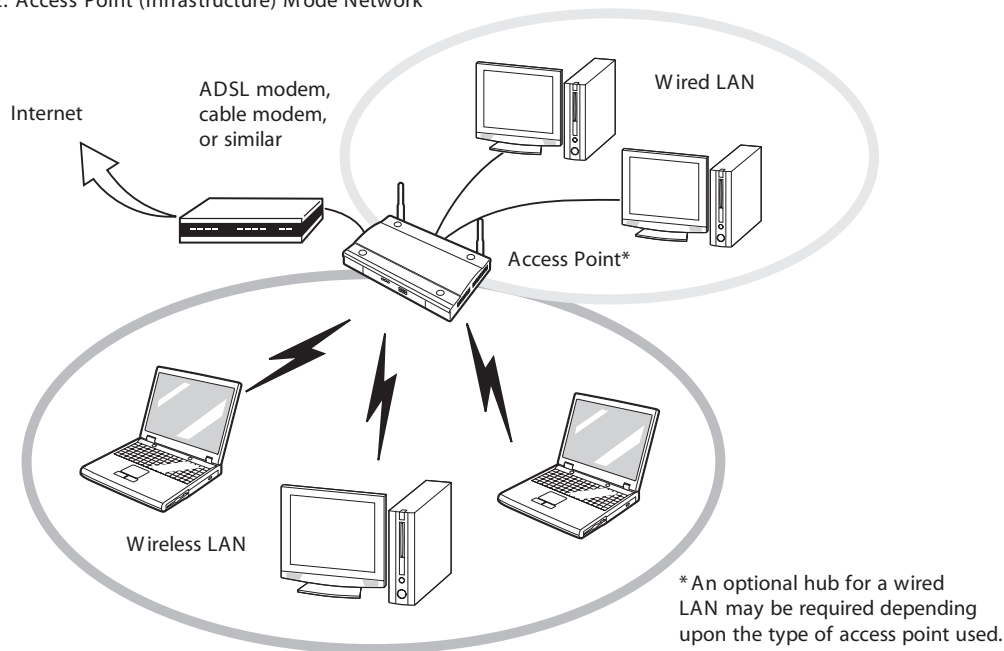 Access Point (Infrastructure) Mode Network
Internet
ADSL modem,
cable modem,
or similar
Wired LAN
Access Point*
Wireless LAN
* An optional hub for a wired
LAN may be required depending
upon the type of access point used.